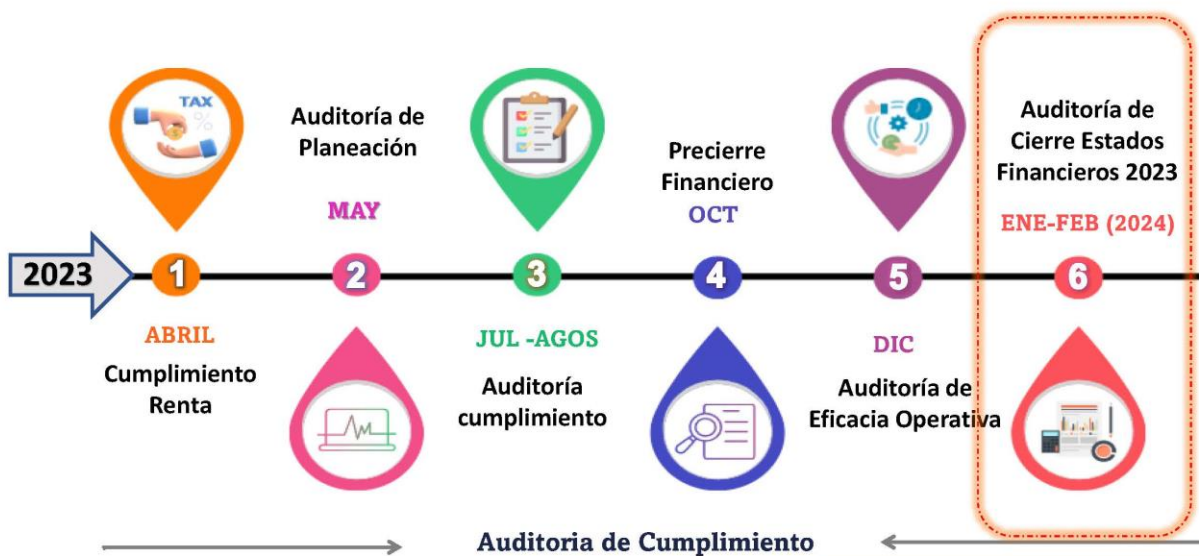 2023
TAX
%
1
ABRIL
Cumplimiento
Renta
Auditoría de
Planeación
MAY
2
3
JUL -AGOS
Auditoría
cumplimiento
Precierre
Financiero
OCT
4
5
DIC
Auditoría de
Eficacia Operativa
Auditoría de
Cierre Estados
Financieros 2023
ENE-FEB (2024)
6
Auditoria de Cumplimiento